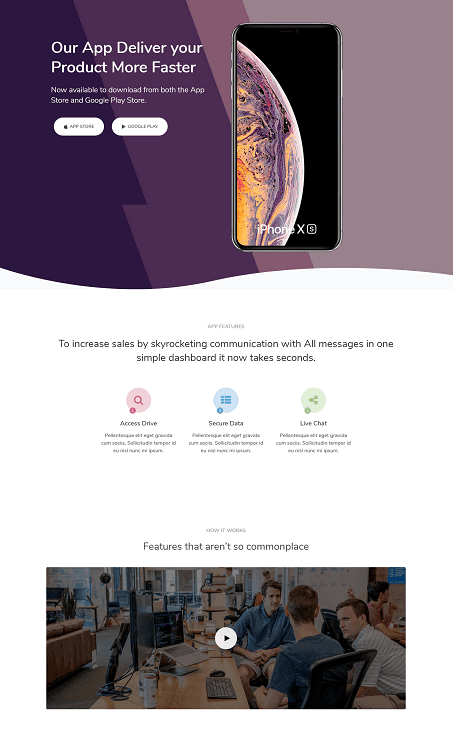 Our App Deliver your
Product More Faster
Now available to download from both the App
Store and Google Play Store.
APP STORE
GOOGLE PLAY
iPhone XS
APP FEATURES
To increase sales by skyrocketing communication with All messages in one
simple dashboard it now takes seconds.
1
2
Access Drive
Secure Data
Live Chat
Pellentesque elit eget gravida
cum sociis. Sollicitudin tempor id
eu nisl nunc mi ipsum.
Pellentesque elit eget gravida
cum sociis. Sollicitudin tempor id
eu nisl nunc mi ipsum.
Pellentesque elit eget gravida
cum sociis. Sollicitudin tempor id
eu nisl nunc mi ipsum.
HOW IT WORKS
Features that aren't so commonplace